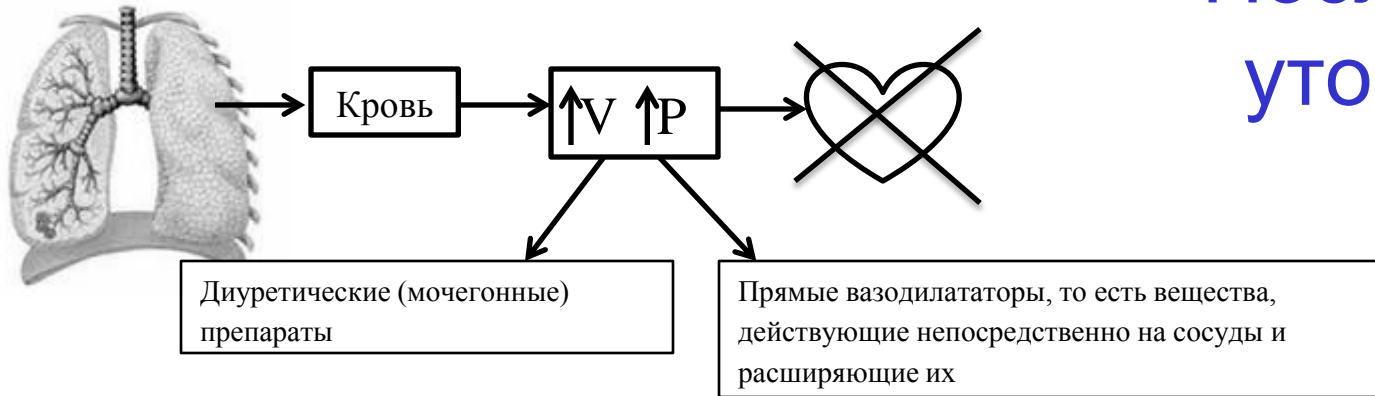 уто
Кровь
↑V ↑P
Диуретические (мочегонные)
препараты
Прямые вазодилататоры, то есть вещества,
действующие непосредственно на сосуды и
расширяющие их